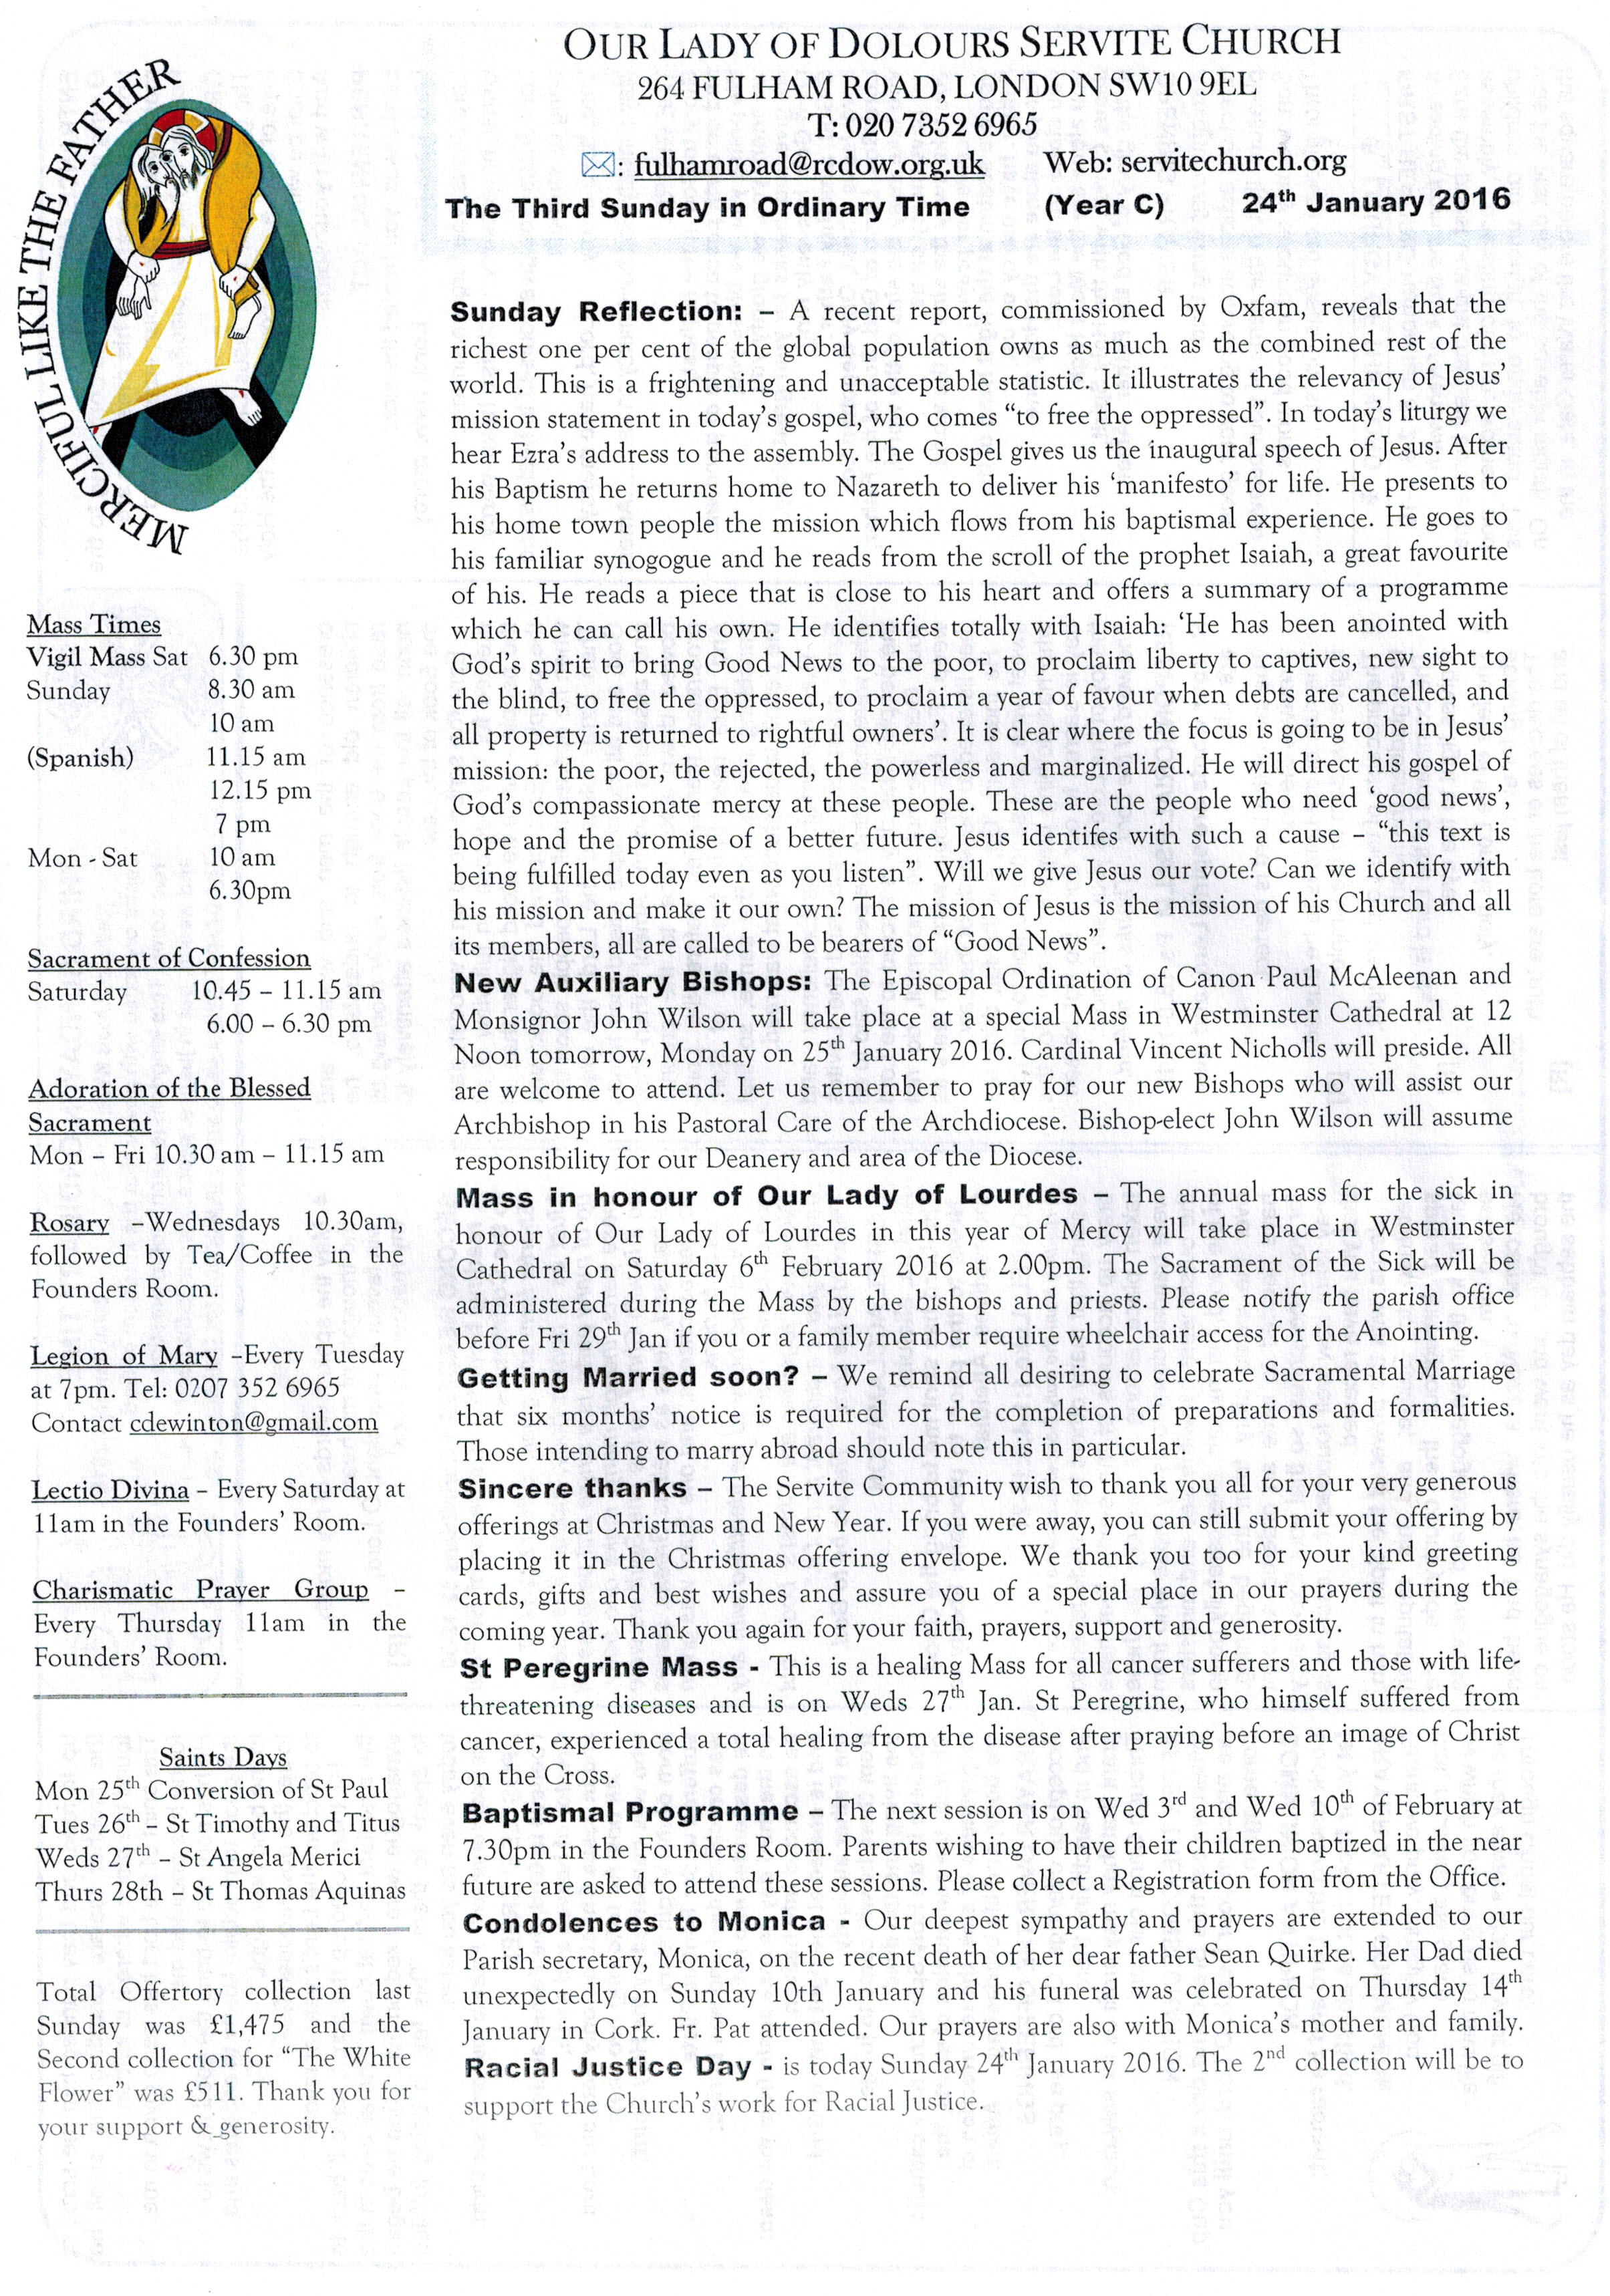 OUR LADY OF DOLOURS SERVITE CHURCH
264 FULHAM ROAD, LONDON SW10 9EL
T: 020 7352 6965
✉: fulhamroad@rcdow.org.uk Web: servitechurch.org
The Third Sunday in Ordinary Time (Year C) 24th January 2016
MERCIFUL LIKE THE FATHER
Mass Times
Vigil Mass Sat 6.30 pm
Sunday 8.30 am
10 am
(Spanish) 11.15 am
12.15 pm
7 pm
Mon - Sat 10 am
6.30pm
Sacrament of Confession
Saturday 10.45 – 11.15 am
6.00 – 6.30 pm
Adoration of the Blessed
Sacrament
Mon – Fri 10.30 am – 11.15 am
Rosary –Wednesdays 10.30am,
followed by Tea/Coffee in the
Founders Room.
Legion of Mary –Every Tuesday
at 7pm. Tel: 0207 352 6965
Contact cdewinton@gmail.com
Lectio Divina – Every Saturday at
11am in the Founders' Room.
Charismatic Prayer Group –
Every Thursday 11am in the
Founders' Room.
Saints Days
Mon 25th Conversion of St Paul
Tues 26th – St Timothy and Titus
Weds 27th – St Angela Merici
Thurs 28th – St Thomas Aquinas
Total Offertory collection last
Sunday was £1,475 and the
Second collection for “The White
Flower” was £511. Thank you for
your support & generosity.
Sunday Reflection: – A recent report, commissioned by Oxfam, reveals that the
richest one per cent of the global population owns as much as the combined rest of the
world. This is a frightening and unacceptable statistic. It illustrates the relevancy of Jesus’
mission statement in today’s gospel, who comes “to free the oppressed”. In today’s liturgy we
hear Ezra’s address to the assembly. The Gospel gives us the inaugural speech of Jesus. After
his Baptism he returns home to Nazareth to deliver his ‘manifesto’ for life. He presents to
his home town people the mission which flows from his baptismal experience. He goes to
his familiar synogogue and he reads from the scroll of the prophet Isaiah, a great favourite
of his. He reads a piece that is close to his heart and offers a summary of a programme
which he can call his own. He identifies totally with Isaiah: ‘He has been anointed with
God’s spirit to bring Good News to the poor, to proclaim liberty to captives, new sight to
the blind, to free the oppressed, to proclaim a year of favour when debts are cancelled, and
all property is returned to rightful owners’. It is clear where the focus is going to be in Jesus’
mission: the poor, the rejected, the powerless and marginalized. He will direct his gospel of
God’s compassionate mercy at these people. These are the people who need ‘good news’,
hope and the promise of a better future. Jesus identifes with such a cause – “this text is
being fulfilled today even as you listen”. Will we give Jesus our vote? Can we identify with
his mission and make it our own? The mission of Jesus is the mission of his Church and all
its members, all are called to be bearers of “Good News”.
New Auxiliary Bishops: The Episcopal Ordination of Canon Paul McAleenan and
Monsignor John Wilson will take place at a special Mass in Westminster Cathedral at 12
Noon tomorrow, Monday on 25th January 2016. Cardinal Vincent Nicholls will preside. All
are welcome to attend. Let us remember to pray for our new Bishops who will assist our
Archbishop in his Pastoral Care of the Archdiocese. Bishop-elect John Wilson will assume
responsibility for our Deanery and area of the Diocese.
Mass in honour of Our Lady of Lourdes – The annual mass for the sick in
honour of Our Lady of Lourdes in this year of Mercy will take place in Westminster
Cathedral on Saturday 6th February 2016 at 2.00pm. The Sacrament of the Sick will be
administered during the Mass by the bishops and priests. Please notify the parish office
before Fri 29th Jan if you or a family member require wheelchair access for the Anointing.
Getting Married soon? – We remind all desiring to celebrate Sacramental Marriage
that six months’ notice is required for the completion of preparations and formalities.
Those intending to marry abroad should note this in particular.
Sincere thanks – The Servite Community wish to thank you all for your very generous
offerings at Christmas and New Year. If you were away, you can still submit your offering by
placing it in the Christmas offering envelope. We thank you too for your kind greeting
cards, gifts and best wishes and assure you of a special place in our prayers during the
coming year. Thank you again for your faith, prayers, support and generosity.
St Peregrine Mass - This is a healing Mass for all cancer sufferers and those with life-
threatening diseases and is on Weds 27th Jan. St Peregrine, who himself suffered from
cancer, experienced a total healing from the disease after praying before an image of Christ
on the Cross.
Baptismal Programme – The next session is on Wed 3rd and Wed 10th of February at
7.30pm in the Founders Room. Parents wishing to have their children baptized in the near
future are asked to attend these sessions. Please collect a Registration form from the Office.
Condolences to Monica - Our deepest sympathy and prayers are extended to our
Parish secretary, Monica, on the recent death of her dear father Sean Quirke. Her Dad died
unexpectedly on Sunday 10th January and his funeral was celebrated on Thursday 14th
January in Cork. Fr. Pat attended. Our prayers are also with Monica’s mother and family.
Racial Justice Day - is today Sunday 24th January 2016. The 2nd collection will be to
support the Church’s work for Racial Justice.